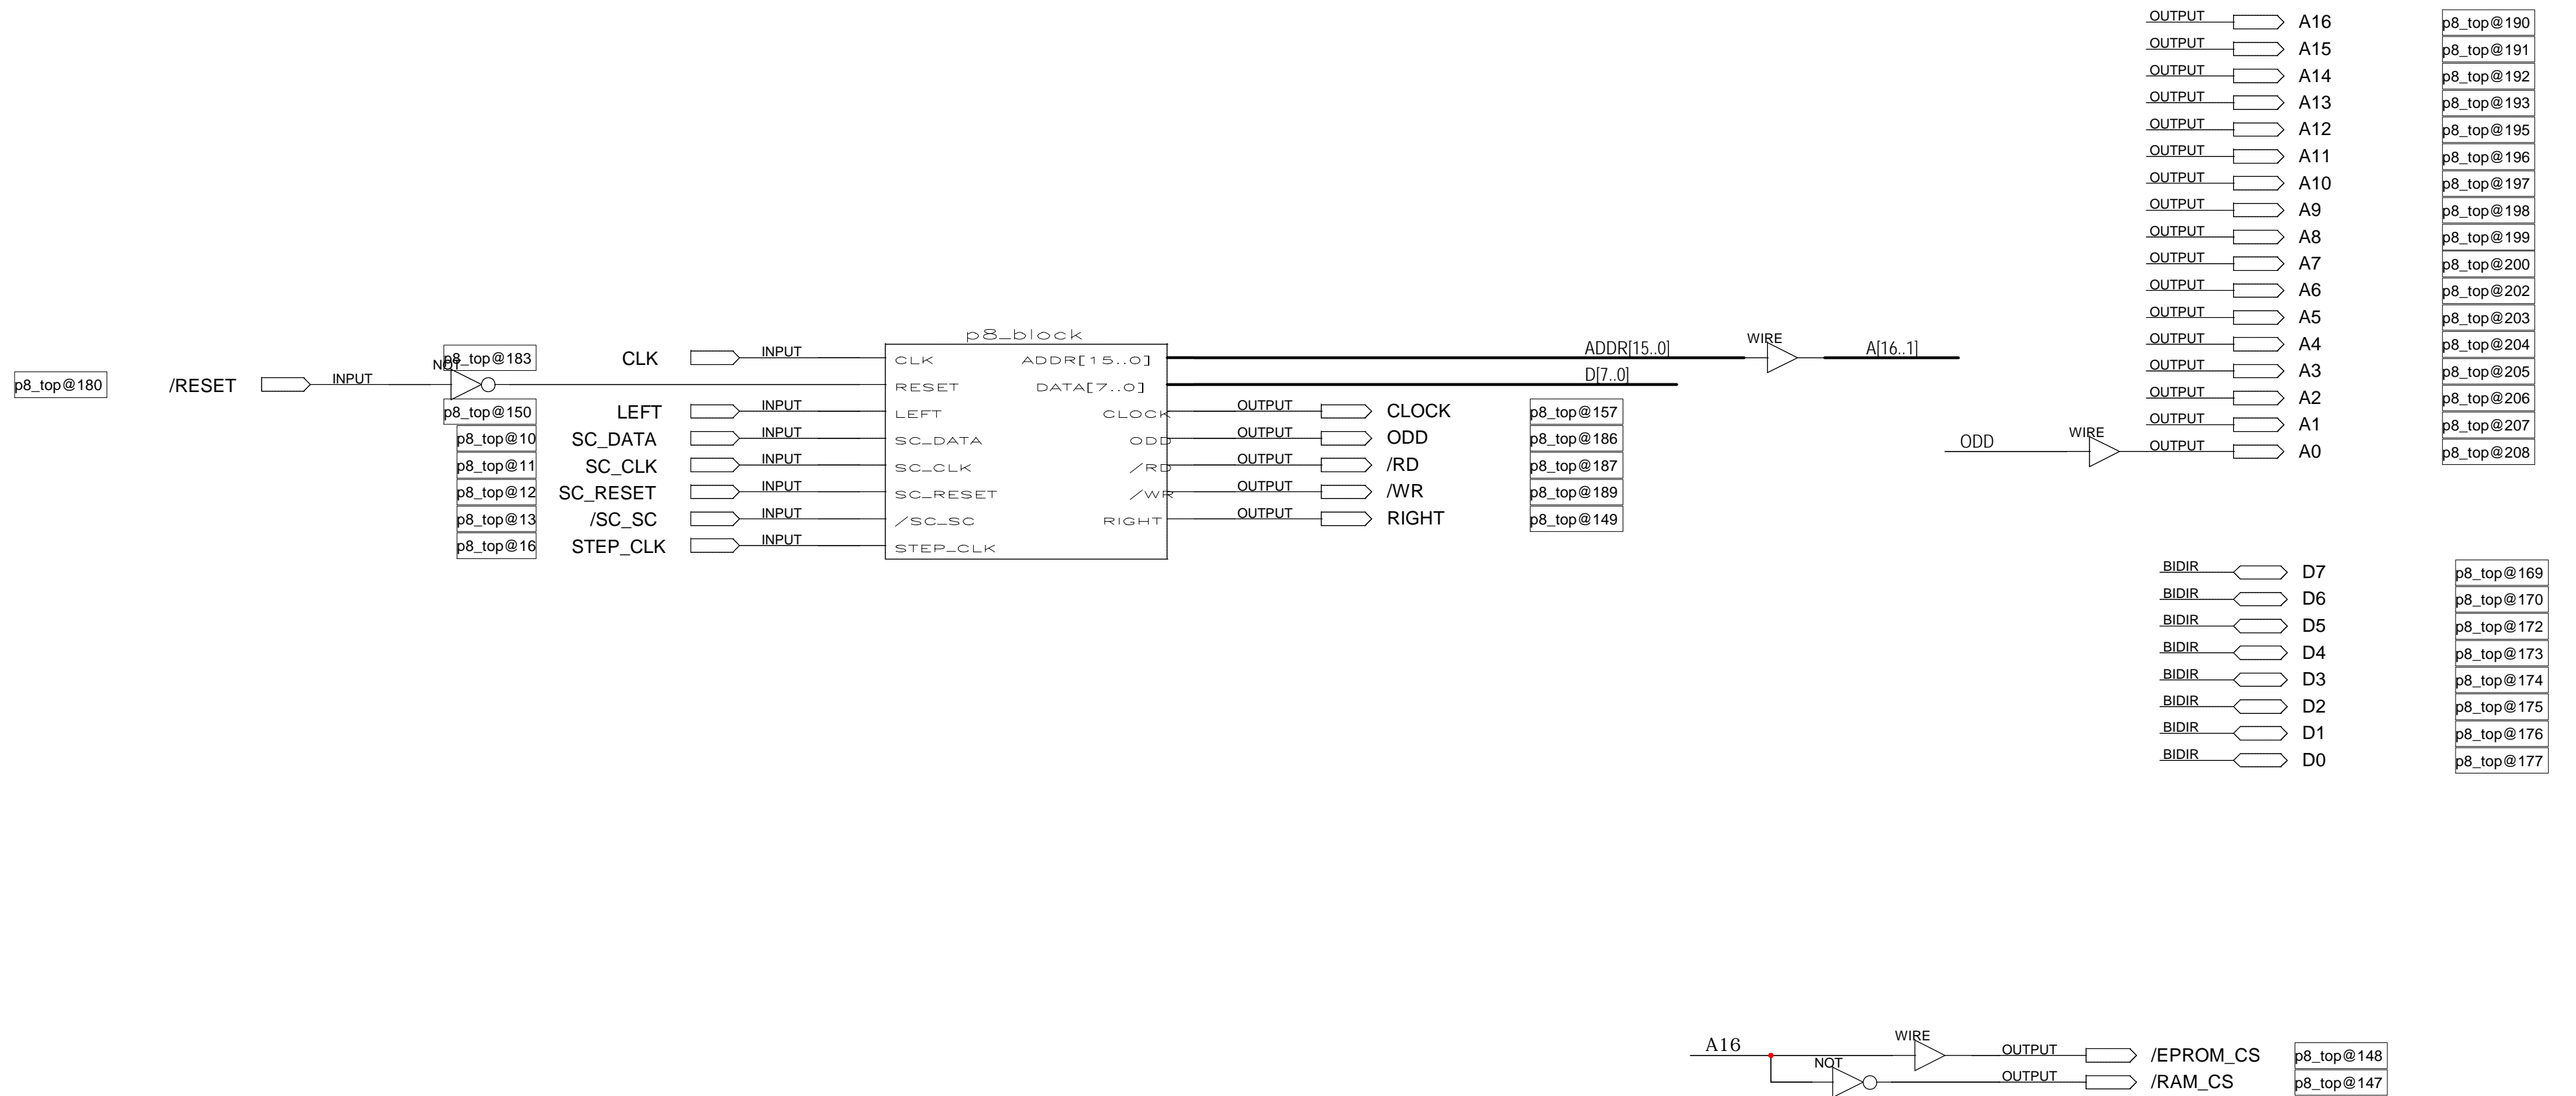 OUTPUT A16 p8_top@190
OUTPUT A15 p8_top@191
OUTPUT A14 p8_top@192
OUTPUT A13 p8_top@193
OUTPUT A12 p8_top@195
OUTPUT A11 p8_top@196
OUTPUT A10 p8_top@197
OUTPUT A9 p8_top@198
OUTPUT A8 p8_top@199
OUTPUT A7 p8_top@200
OUTPUT A6 p8_top@202
OUTPUT A5 p8_top@203
OUTPUT A4 p8_top@204
OUTPUT A3 p8_top@205
OUTPUT A2 p8_top@206
OUTPUT A1 p8_top@207
ODD WIRE OUTPUT A0 p8_top@208
p8_block
p8_top@183 CLK INPUT CLK ADDR[15..0] ADDR[15..0] WIRE A[16..1]
p8_top@180 /RESET INPUT NOT RESET DATA[7..0] D[7..0]
p8_top@150 LEFT INPUT LEFT CLOCK OUTPUT CLOCK p8_top@157
p8_top@10 SC_DATA INPUT SC_DATA ODD OUTPUT ODD p8_top@186
p8_top@11 SC_CLK INPUT SC_CLK /RD OUTPUT /RD p8_top@187
p8_top@12 SC_RESET INPUT SC_RESET /WR OUTPUT /WR p8_top@189
p8_top@13 /SC_SC INPUT /SC_SC RIGHT OUTPUT RIGHT p8_top@149
p8_top@16 STEP_CLK INPUT STEP_CLK
BIDIR D7 p8_top@169
BIDIR D6 p8_top@170
BIDIR D5 p8_top@172
BIDIR D4 p8_top@173
BIDIR D3 p8_top@174
BIDIR D2 p8_top@175
BIDIR D1 p8_top@176
BIDIR D0 p8_top@177
A16 WIRE OUTPUT /EPROM_CS p8_top@148
NOT OUTPUT /RAM_CS p8_top@147